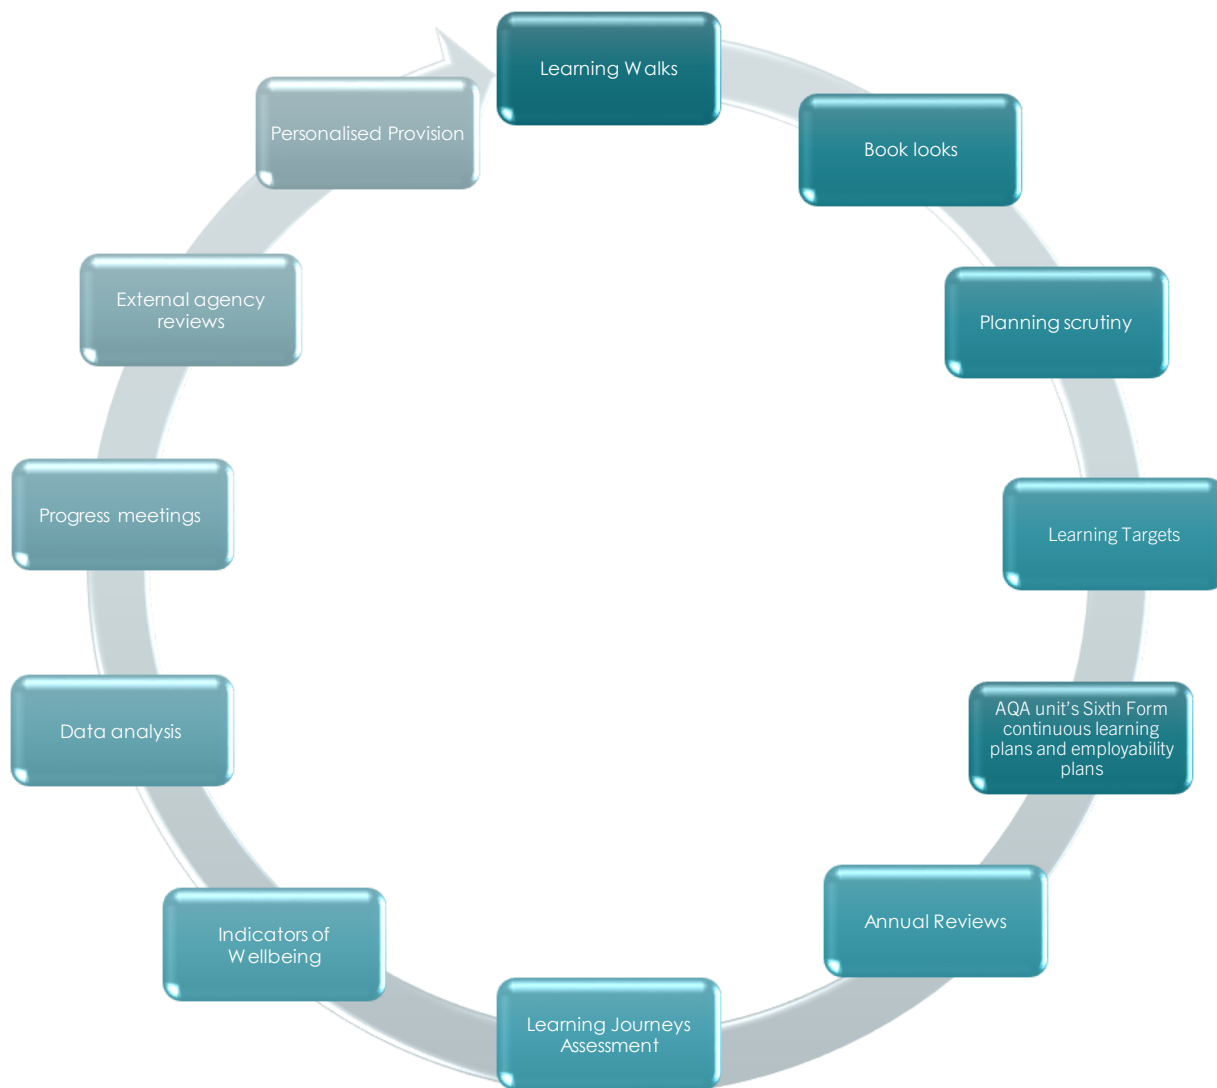 Learning Walks
Book looks
Planning scrutiny
Learning Targets
AQA unit's Sixth Form
continuous learning
plans and employability
plans
Annual Reviews
Learning Journeys
Assessment
Indicators of
Wellbeing
Data analysis
Progress meetings
External agency
reviews
Personalised Provision